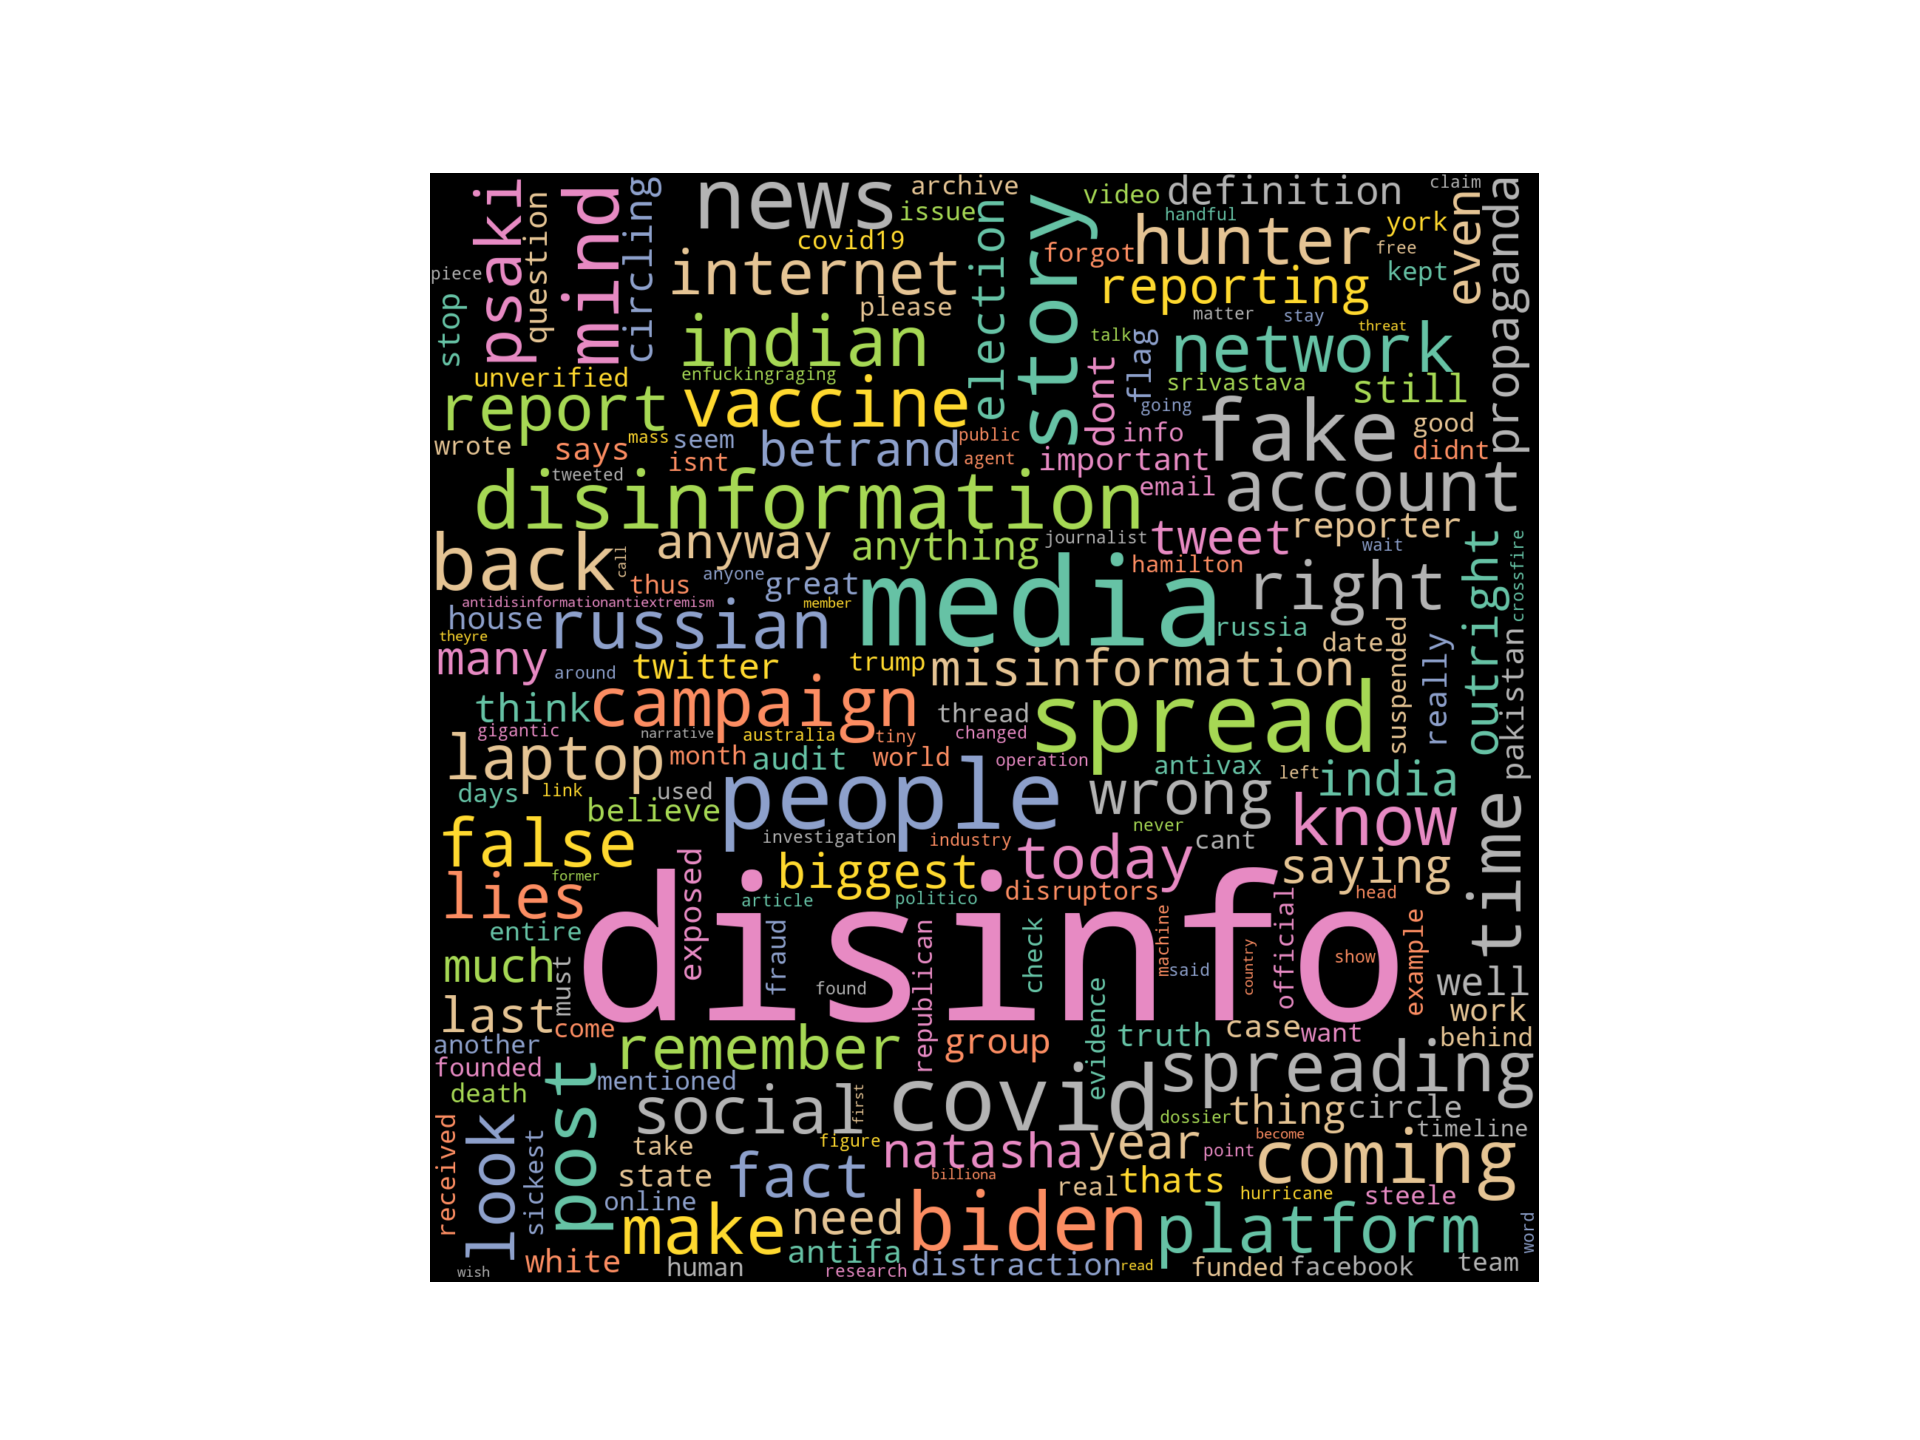 psaki
question
mind
circling
news
archive
issue
covid19
internet
please
election
story
video
definition
claim
handful
forgot
hunter
york
free
even
propaganda
reporting
kept
piece
stop
indian
matter
stay
threat
talk
flag
network
unverified
enfuckingraging
dont
srivastava
still
report
vaccine
going
fake
good
wrote
says
mass
seem
betrand
public
info
didnt
isnt
agent
important
tweeted
disinformation
email
account
back
call
anyway
anything
journalist
tweet
reporter
wait
outright
crossfire
thus
anyone
great
media
hamilton
right
antidisinformationantiextremism
member
house
russian
russia
date
suspended
really
pakistan
theyre
many
around
twitter
trump
misinformation
think
campaign
thread
spread
gigantic
narrative
australia
tiny
changed
laptop
month
audit
world
operation
antivax
left
india
days
link
used
people
wrong
believe
know
time
false
investigation
industry
never
cant
today
exposed
biggest
saying
former
lies
article
politico
disruptors
head
entire
disinfo
fraud
republican
check
machine
country
official
show
example
much
must
found
said
well
last
come
evidence
work
another
remember
group
truth
case
want
behind
founded
post
mentioned
covid
spreading
death
social
first
dossier
thing
circle
received
look
sickest
take
figure
natasha
year
become
timeline
point
coming
state
fact
billiona
real
thats
hurricane
steele
online
make
need
biden
platform
word
white
antifa
wish
human
research
distraction
read
funded
facebook
team